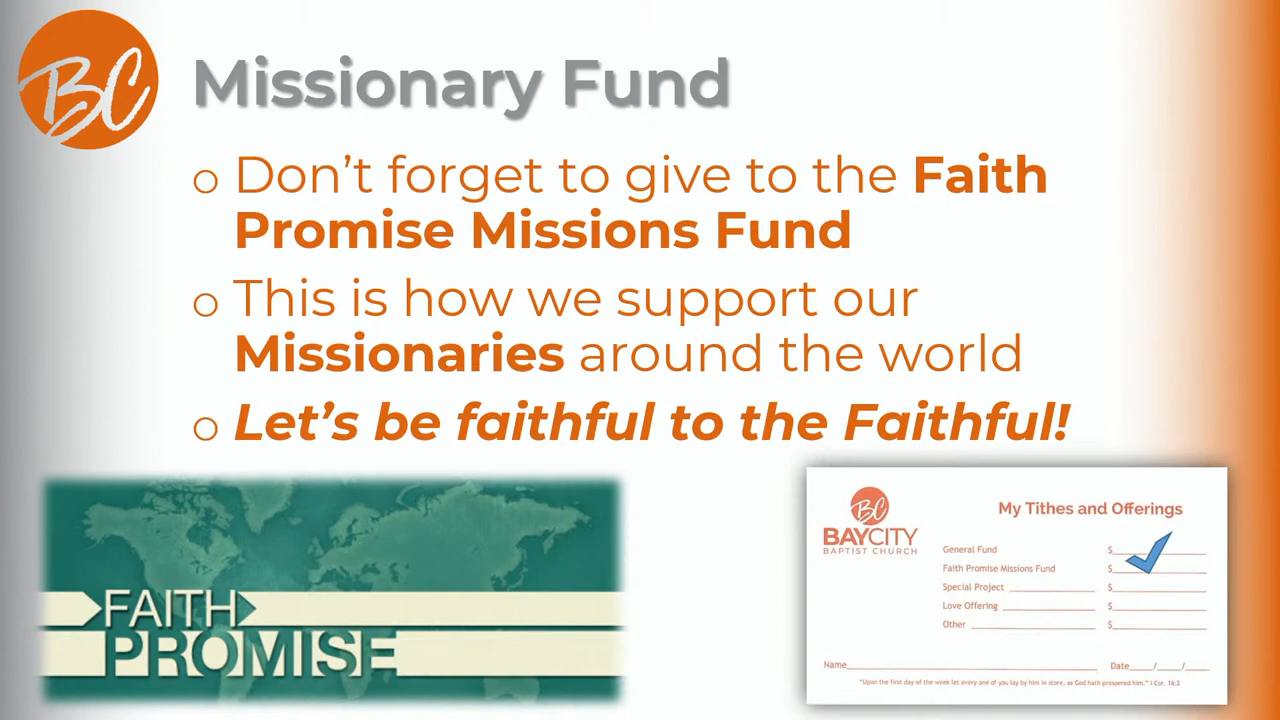 BC
Missionary Fund
o Don't forget to give to the Faith
Promise Missions Fund
o This is how we support our
Missionaries around the world
o Let's be faithful to the Faithful!
FAITH
PROMISE
BC
BAYCITY
BAPTIST CHURCH
My Tithes and Offerings
General Fund $
Faith Promise Missions Fund $
Special Project $
Love Offering $
Other $
Name Date / /
"Upon the first day of the week let every one of you lay by him in store, as God hath prospered him." I Cor. 16:2